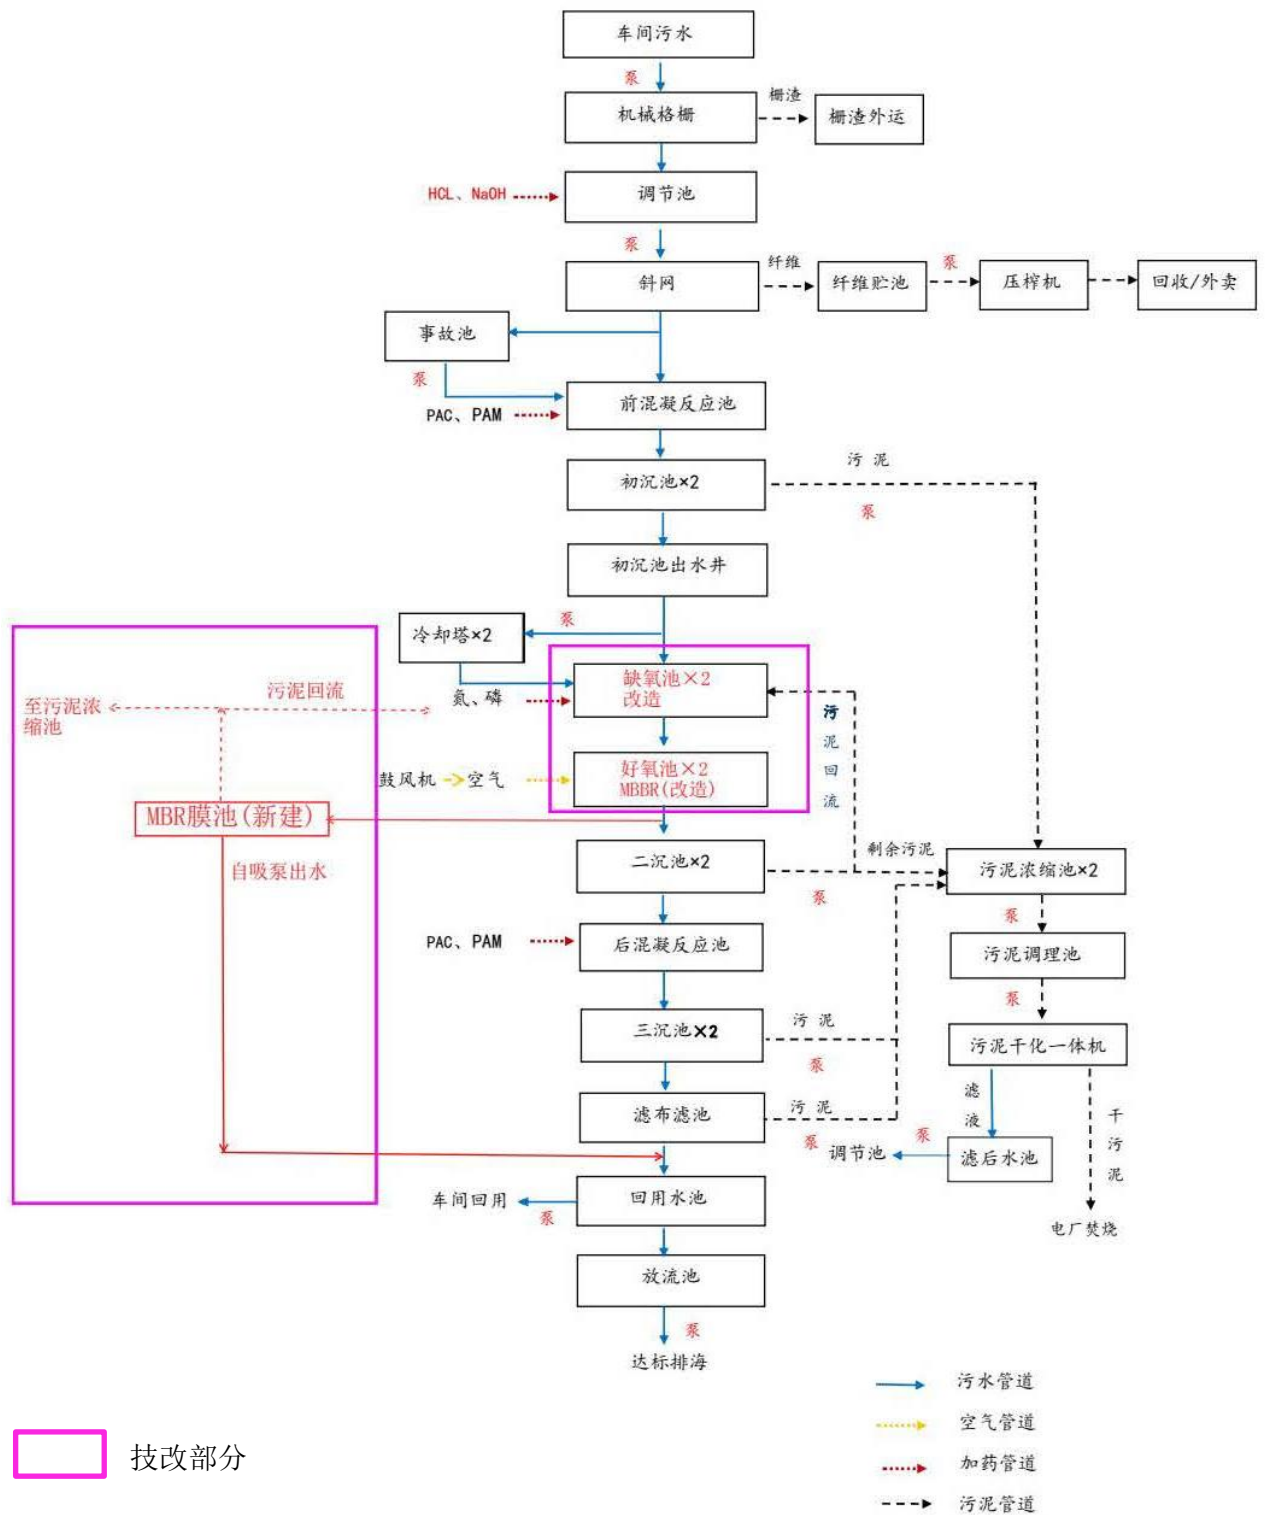 车间污水
泵
机械格栅
栅渣
栅渣外运
HCL、NaOH
调节池
泵
斜网
纤维
纤维贮池
泵
压榨机
回收/外卖
事故池
泵
PAC、PAM
前混凝反应池
初沉池×2
污 泥
泵
初沉池出水井
冷却塔×2
泵
缺氧池×2
改造
氮、磷
污泥回流
至污泥浓
缩池
污
泥
回
流
鼓风机
空气
好氧池×2
MBBR(改造)
MBR膜池(新建)
自吸泵出水
二沉池×2
剩余污泥
泵
污泥浓缩池×2
泵
PAC、PAM
后混凝反应池
污泥调理池
泵
三沉池×2
污 泥
泵
污泥干化一体机
滤
液
干
污
泥
滤布滤池
污 泥
泵
调节池
泵
滤后水池
车间回用
泵
回用水池
电厂焚烧
放流池
泵
达标排海
污水管道
空气管道
加药管道
污泥管道
技改部分